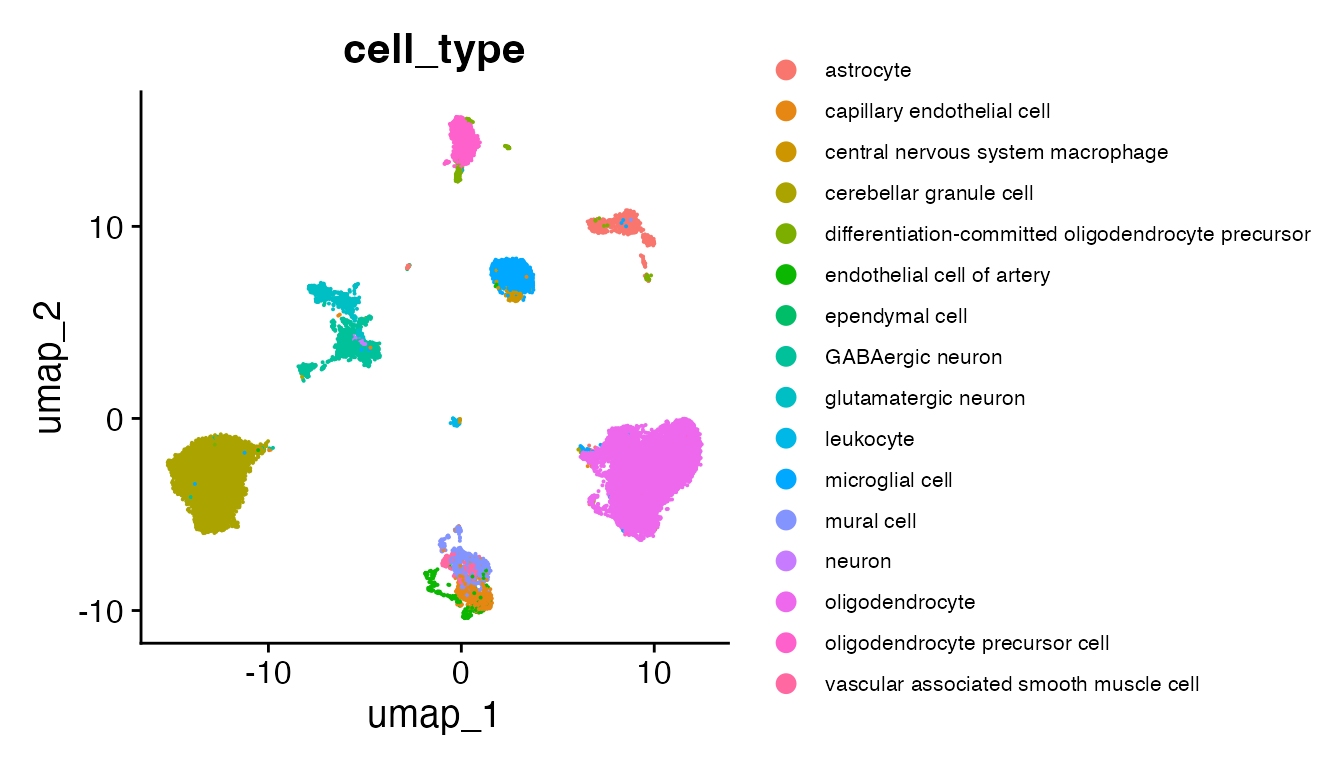 cell_type
astrocyte
capillary endothelial cell
central nervous system macrophage
cerebellar granule cell
differentiation-committed oligodendrocyte precursor
endothelial cell of artery
ependymal cell
GABAergic neuron
glutamatergic neuron
leukocyte
microglial cell
mural cell
neuron
oligodendrocyte
oligodendrocyte precursor cell
vascular associated smooth muscle cell
umap_2
10
0
-10
-10 0 10
umap_1